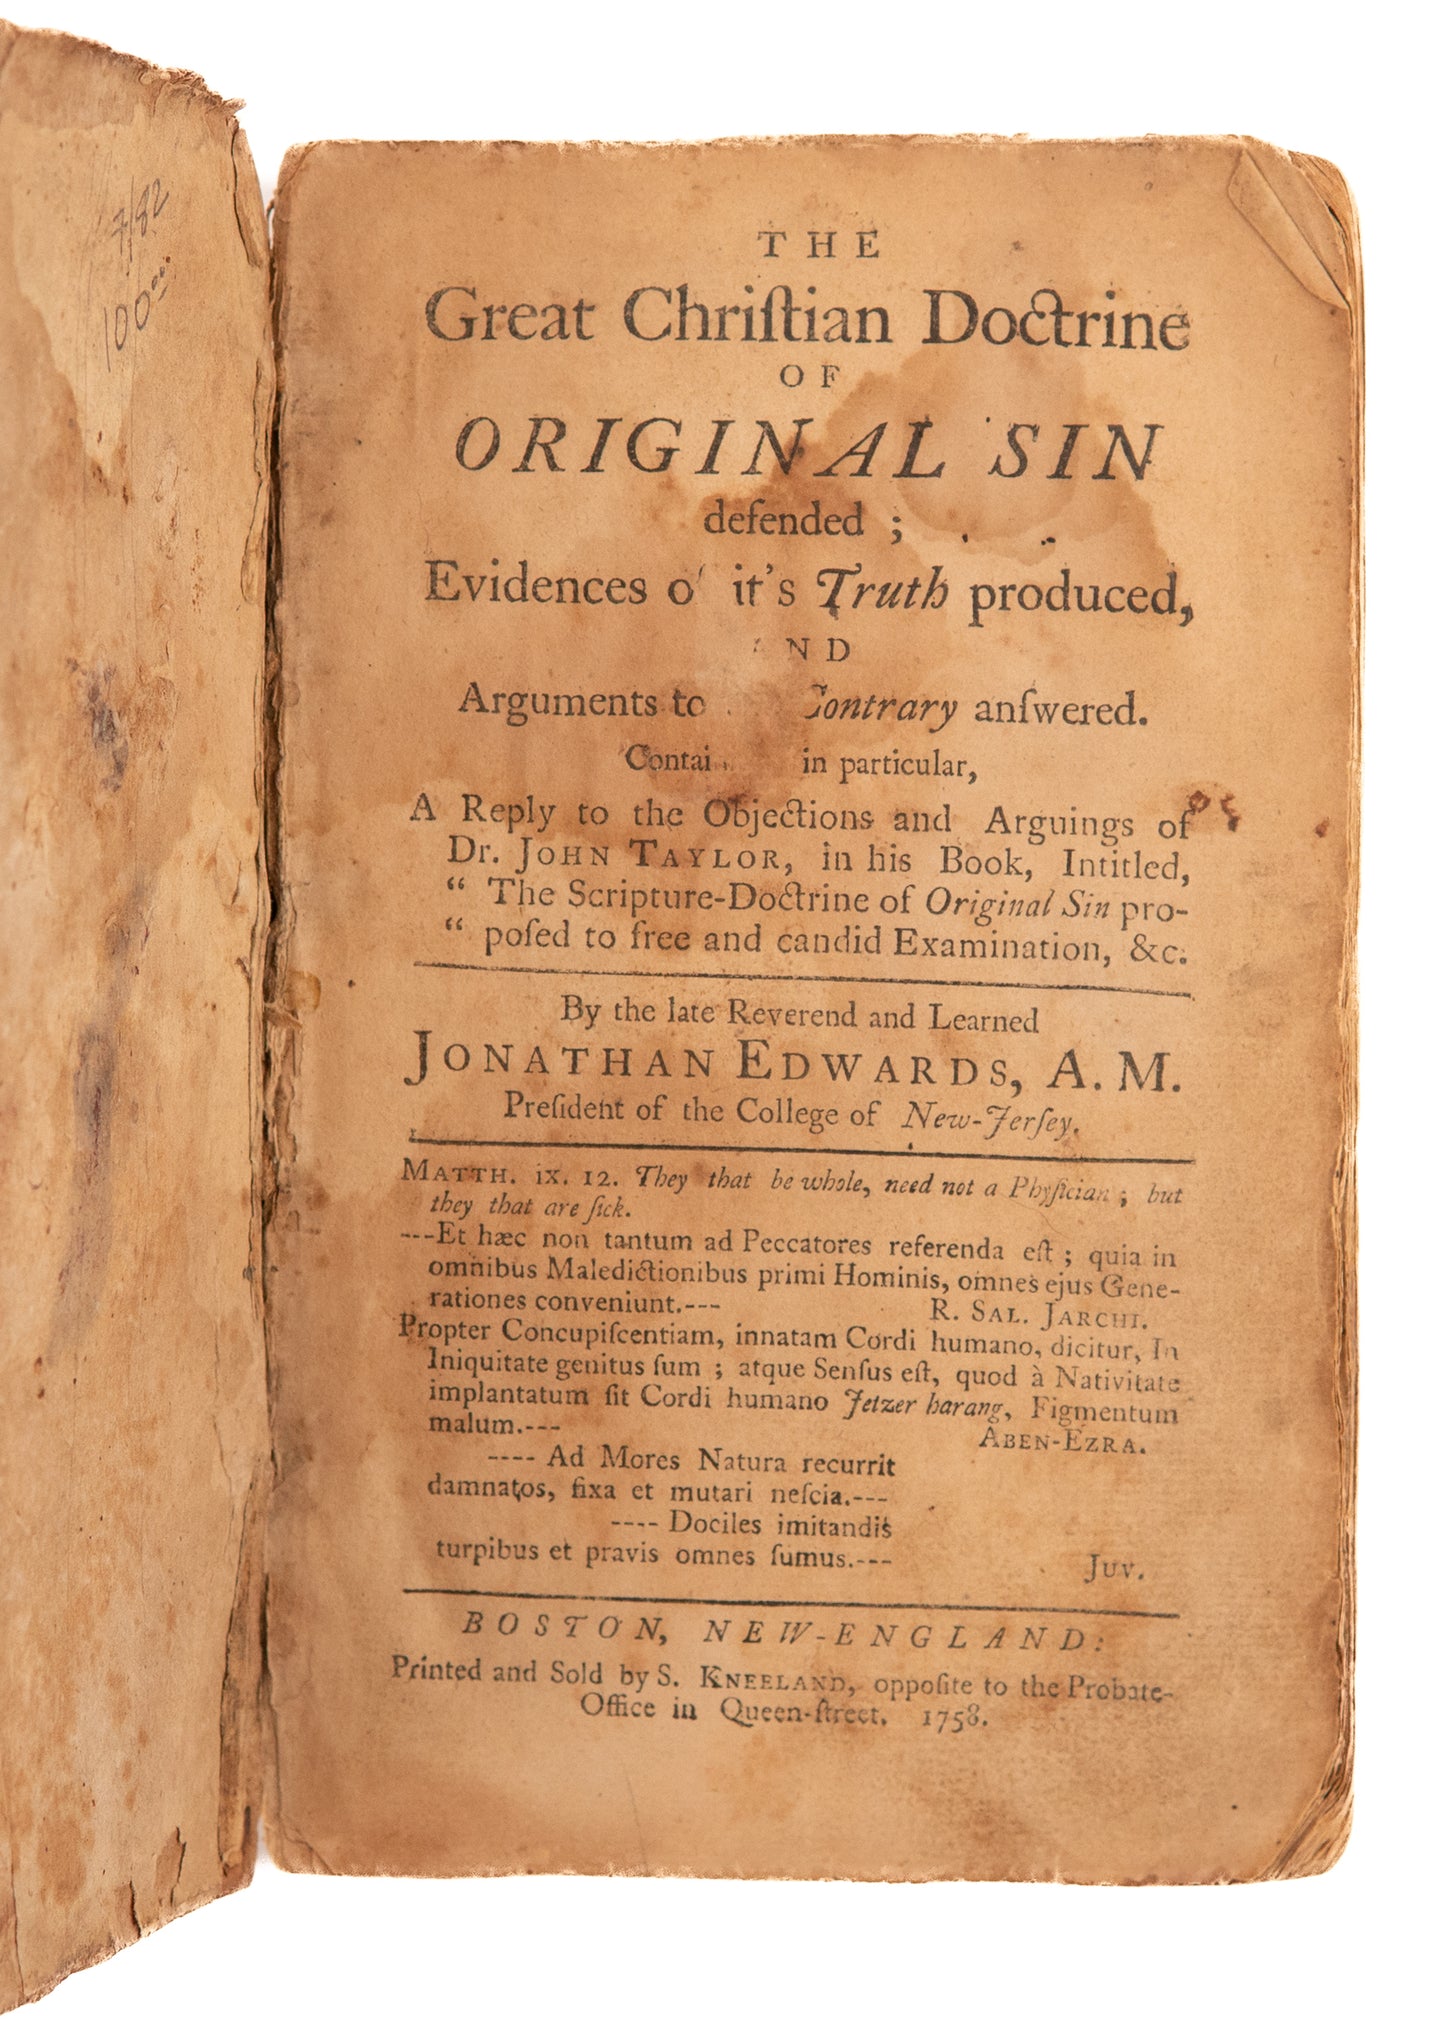 7/82
100.00
THE
Great Chriſtian Doctrine
OF
ORIGINAL SIN
defended ;
Evidences o it's Truth produced,
ND
Arguments to Contrary anſwered.
Contai in particular,
A Reply to the Objections and Arguings of
Dr. JOHN TAYLOR, in his Book, Intitled,
“ The Scripture-Doctrine of Original Sin pro-
“ poſed to free and candid Examination, &c.
By the late Reverend and Learned
JONATHAN EDWARDS, A. M.
Preſident of the College of New-Jerſey.
MATTH. ix. 12. They that be whole, need not a Phyſician ; but
they that are ſick.
---Et hæc non tantum ad Peccatores referenda eſt ; quia in
omnibus Maledictionibus primi Hominis, omnes ejus Gene-
rationes conveniunt.--- R. SAL. JARCHI.
Propter Concupiſcentiam, innatam Cordi humano, dicitur, In
Iniquitate genitus ſum ; atque Senſus eſt, quod à Nativitate
implantatum ſit Cordi humano Jetzer harang, Figmentum
malum.--- ABEN-EZRA.
---- Ad Mores Natura recurrit
damnatos, fixa et mutari neſcia.---
---- Dociles imitandis
turpibus et pravis omnes ſumus.--- JUV.
BOSTON, NEW-ENGLAND:
Printed and Sold by S. KNEELAND, oppoſite to the Probate-
Office in Queen-ſtreet. 1758.